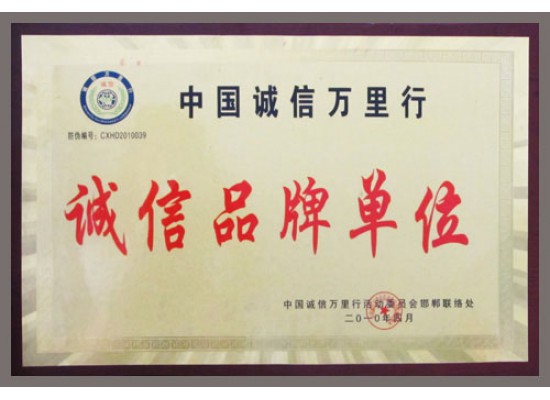 中国诚信万里行
诚信
防伪编号：CXHD2010039
诚信品牌单位
中国诚信万里行活动委员会邯郸联络处
二○一○年四月